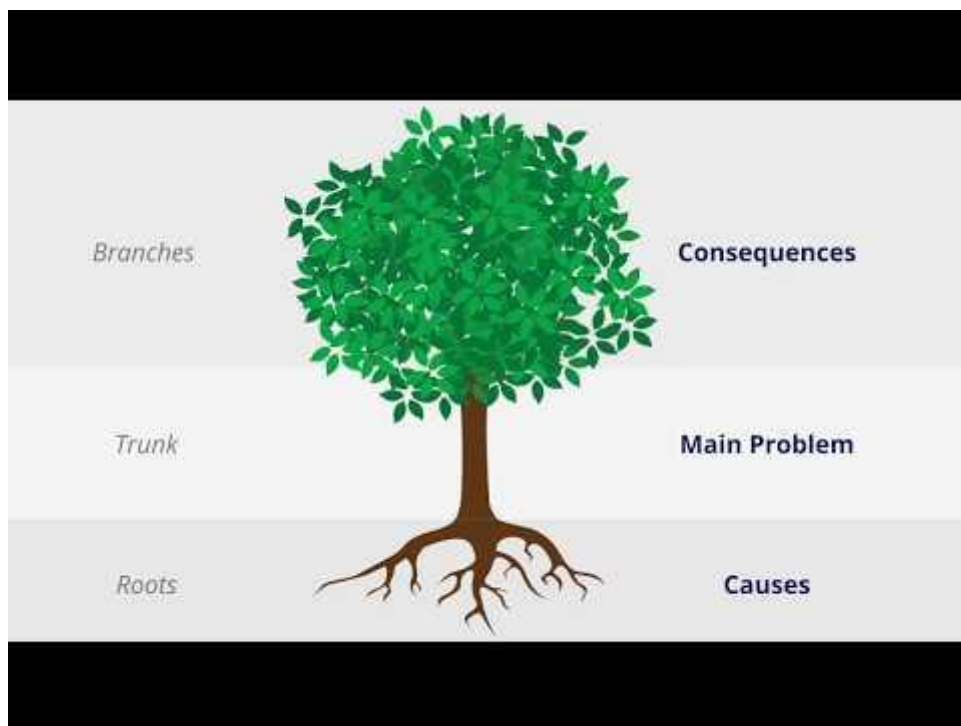 Branches
Consequences
Trunk
Main Problem
Roots
Causes